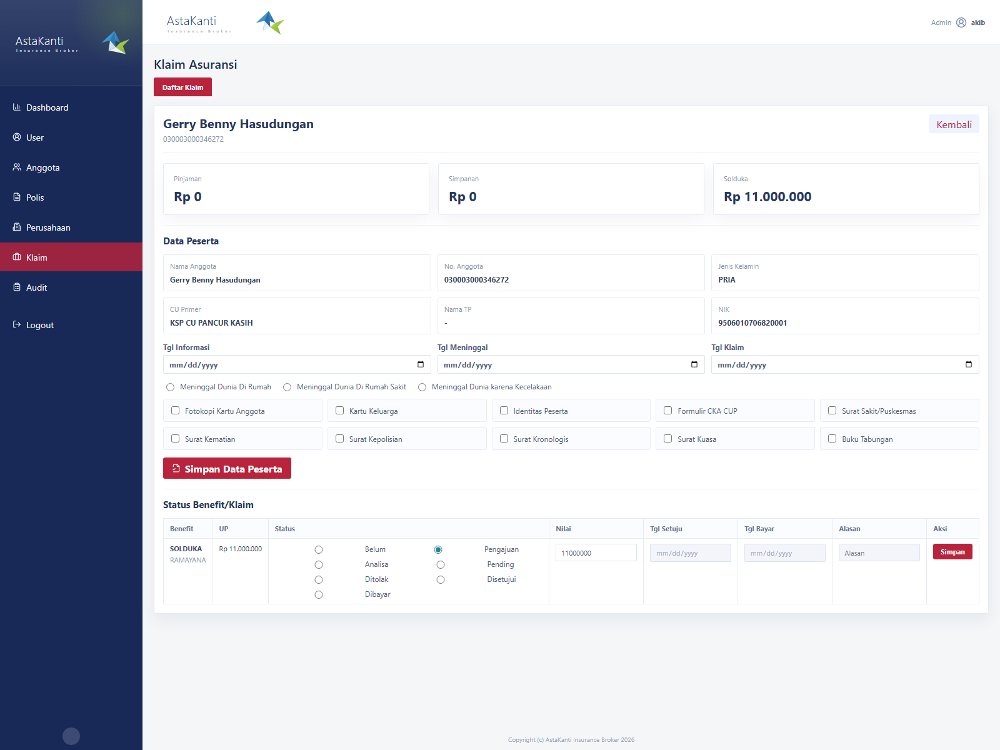 AstaKanti
Insurance Broker
Dashboard
User
Anggota
Polis
Perusahaan
Klaim
Audit
Logout
AstaKanti
Insurance Broker
Admin akib
Klaim Asuransi
Daftar Klaim
Gerry Benny Hasudungan
030003000346272
Kembali
Pinjaman
Rp 0
Simpanan
Rp 0
Solduka
Rp 11.000.000
Data Peserta
Nama Anggota
Gerry Benny Hasudungan
No. Anggota
030003000346272
Jenis Kelamin
PRIA
CU Primer
KSP CU PANCUR KASIH
Nama TP
-
NIK
9506010706820001
Tgl Informasi
mm/dd/yyyy
Tgl Meninggal
mm/dd/yyyy
Tgl Klaim
mm/dd/yyyy
Meninggal Dunia Di Rumah Meninggal Dunia Di Rumah Sakit Meninggal Dunia karena Kecelakaan
Fotokopi Kartu Anggota Kartu Keluarga Identitas Peserta Formulir CKA CUP Surat Sakit/Puskesmas
Surat Kematian Surat Kepolisian Surat Kronologis Surat Kuasa Buku Tabungan
Simpan Data Peserta
Status Benefit/Klaim
Benefit UP Status Nilai Tgl Setuju Tgl Bayar Alasan Aksi
SOLDUKA
RAMAYANA
Rp 11.000.000
Belum Pengajuan
Analisa Pending
Ditolak Disetujui
Dibayar
11000000
mm/dd/yyyy
mm/dd/yyyy
Alasan
Simpan
Copyright (c) AstaKanti Insurance Broker 2026